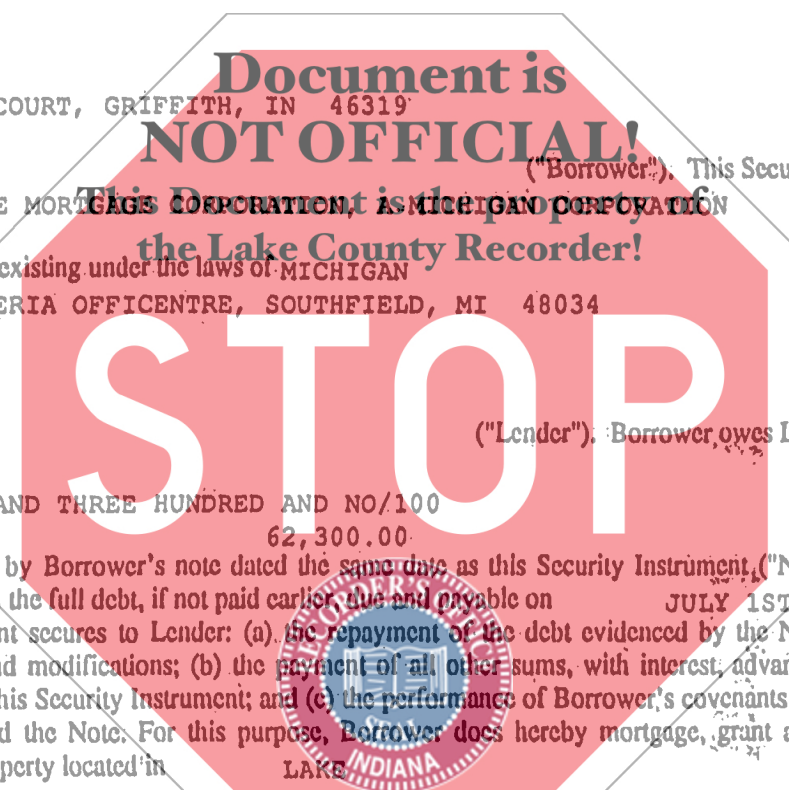 Document is
COURT, GRIFFITH, IN 46319
NOT OFFICIAL!
("Borrower"). This Secu
This Document is the property of
E MORTGAGE CORPORATION, A MICHIGAN CORPORATION
the Lake County Recorder!
existing under the laws of MICHIGAN
ERIA OFFICENTRE, SOUTHFIELD, MI 48034
STOP
("Lender"). Borrower owes L
AND THREE HUNDRED AND NO/100
62,300.00
by Borrower's note dated the same date as this Security Instrument ("N
the full debt, if not paid earlier, due and payable on JULY 1ST
nt secures to Lender: (a) the repayment of the debt evidenced by the N
nd modifications; (b) the payment of all other sums, with interest, advan
his Security Instrument; and (c) the performance of Borrower's covenants
d the Note. For this purpose, Borrower does hereby mortgage, grant a
perty located in LAKE
RECORDER'S OFFICE
SEAL
INDIANA